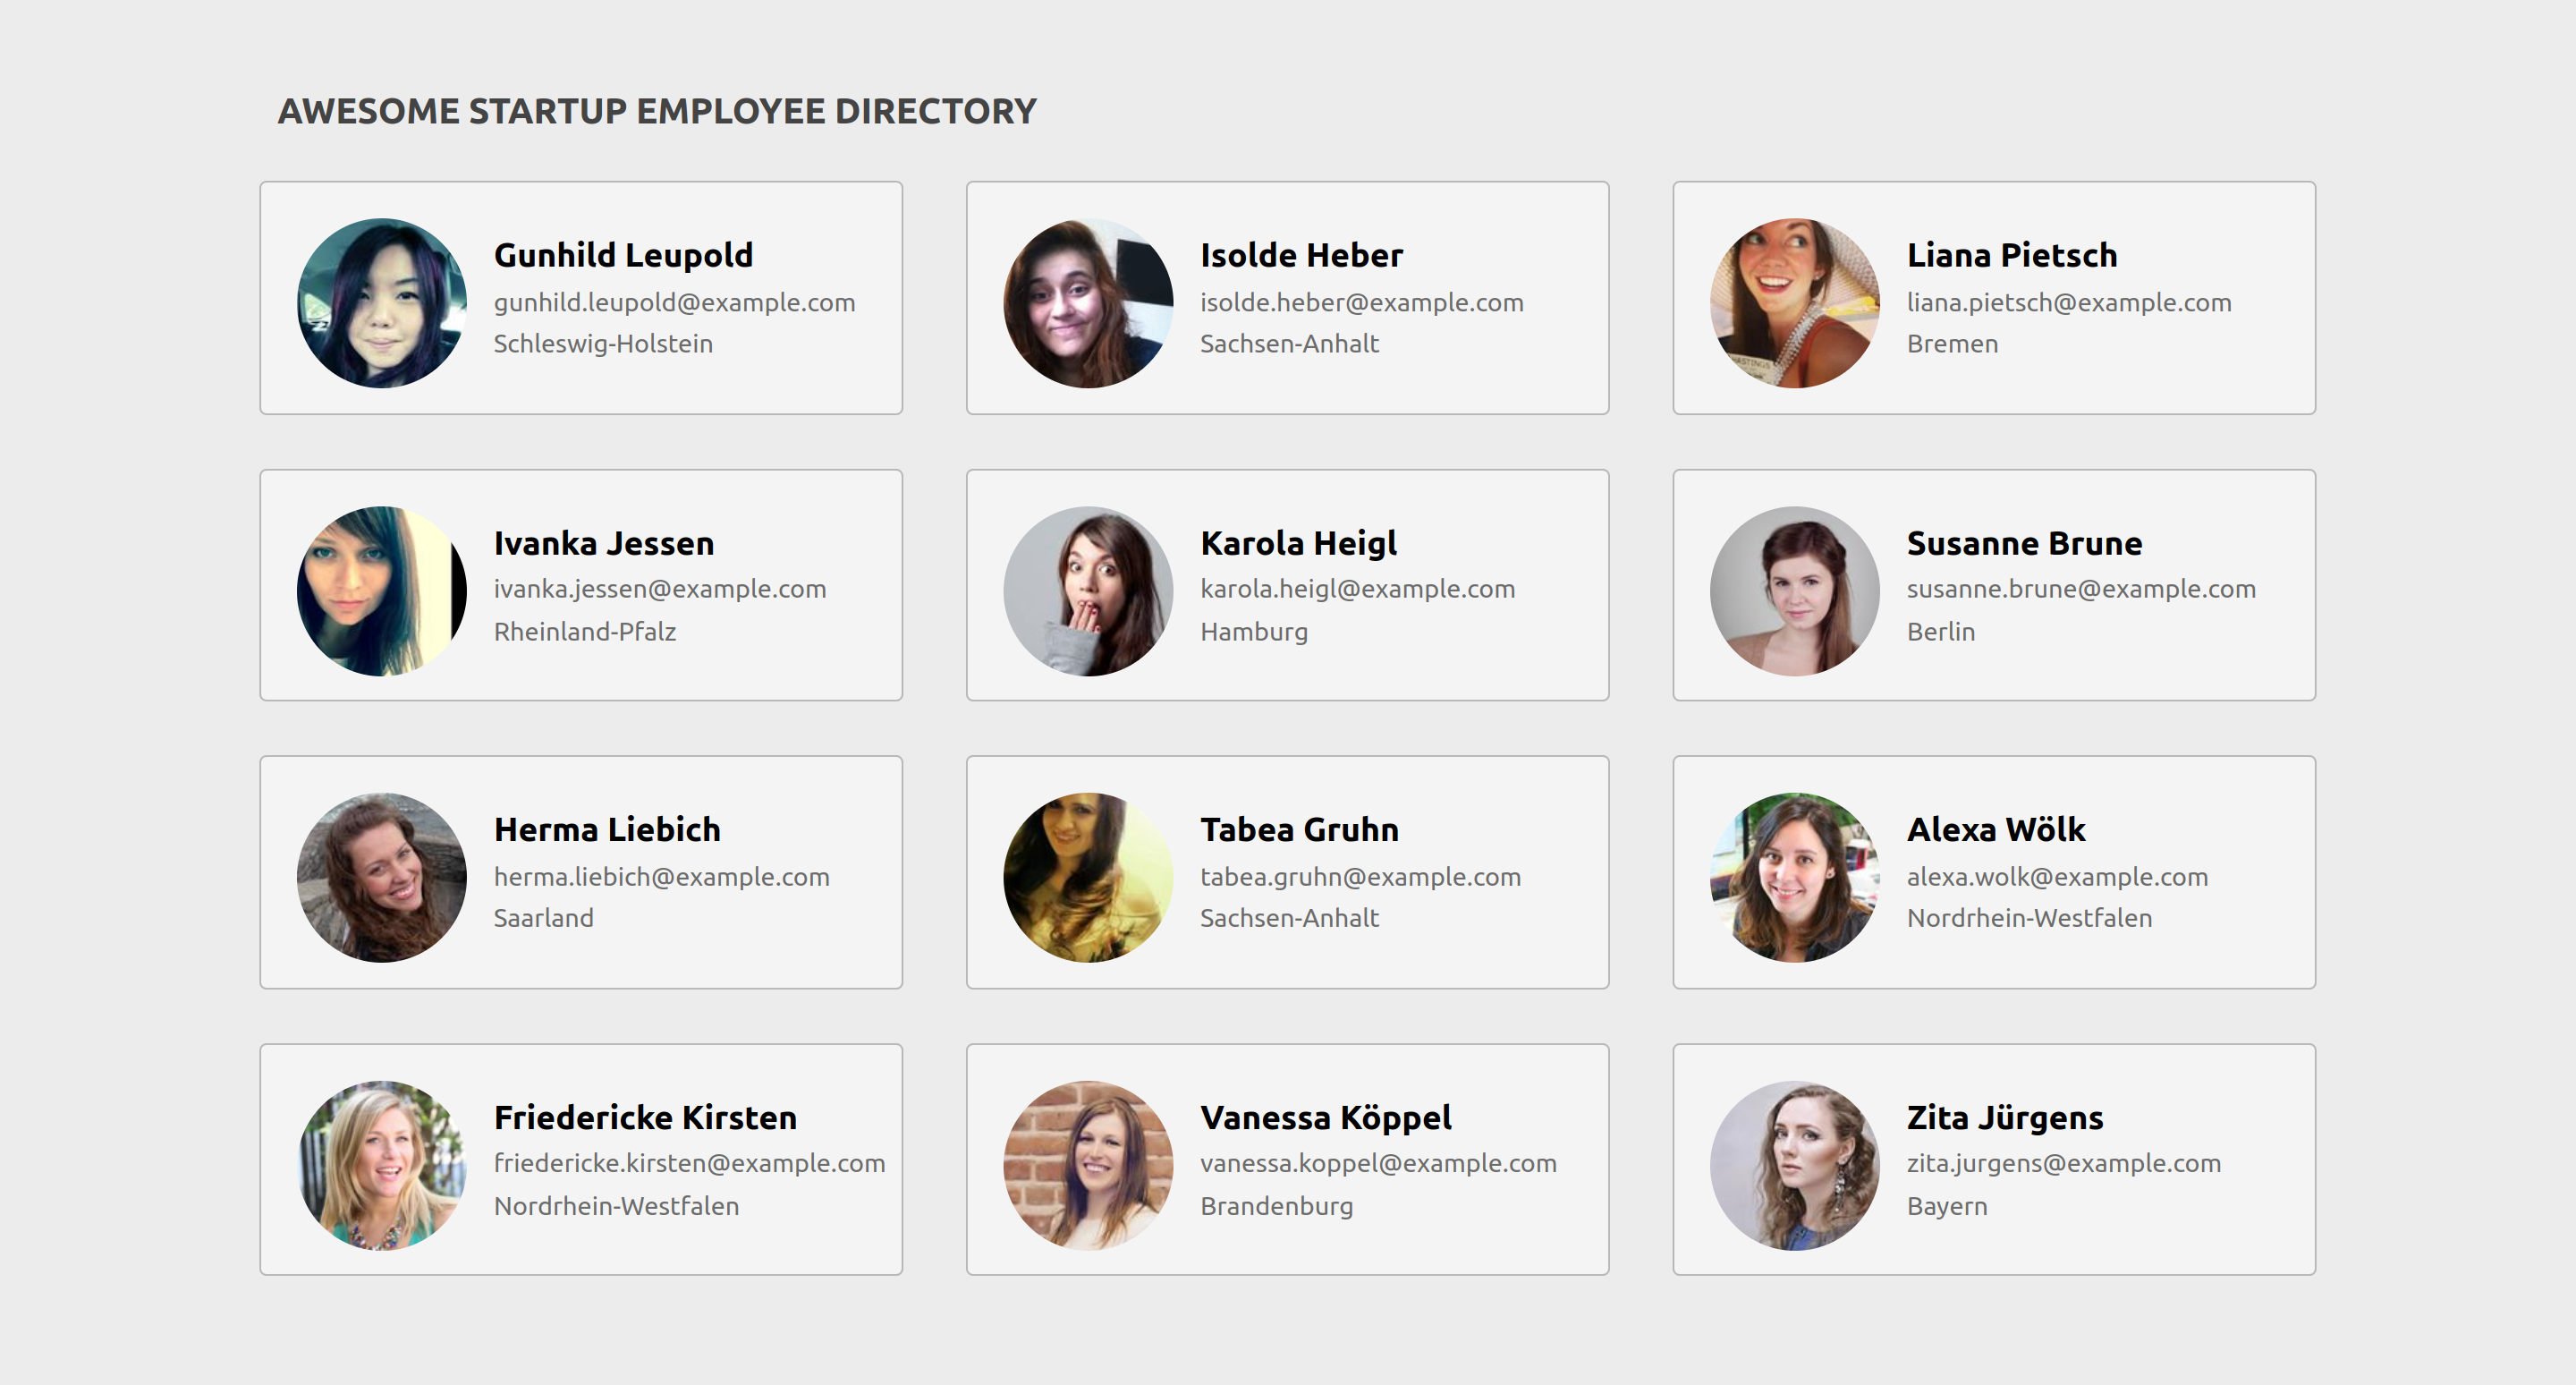 AWESOME STARTUP EMPLOYEE DIRECTORY
Gunhild Leupold
gunhild.leupold@example.com
Schleswig-Holstein
Isolde Heber
isolde.heber@example.com
Sachsen-Anhalt
Liana Pietsch
liana.pietsch@example.com
Bremen
Ivanka Jessen
ivanka.jessen@example.com
Rheinland-Pfalz
Karola Heigl
karola.heigl@example.com
Hamburg
Susanne Brune
susanne.brune@example.com
Berlin
Herma Liebich
herma.liebich@example.com
Saarland
Tabea Gruhn
tabea.gruhn@example.com
Sachsen-Anhalt
Alexa Wölk
alexa.wolk@example.com
Nordrhein-Westfalen
Friedericke Kirsten
friedericke.kirsten@example.com
Nordrhein-Westfalen
Vanessa Köppel
vanessa.koppel@example.com
Brandenburg
Zita Jürgens
zita.jurgens@example.com
Bayern